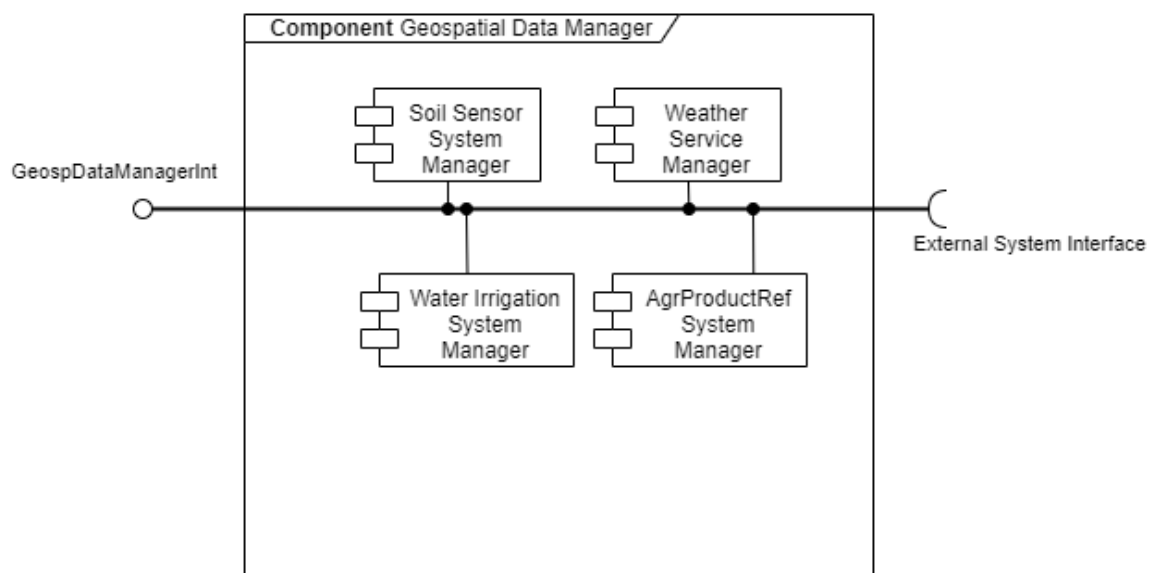 Component Geospatial Data Manager
Soil Sensor
System
Manager
Weather
Service
Manager
GeospDataManagerInt
External System Interface
Water Irrigation
System
Manager
AgrProductRef
System
Manager